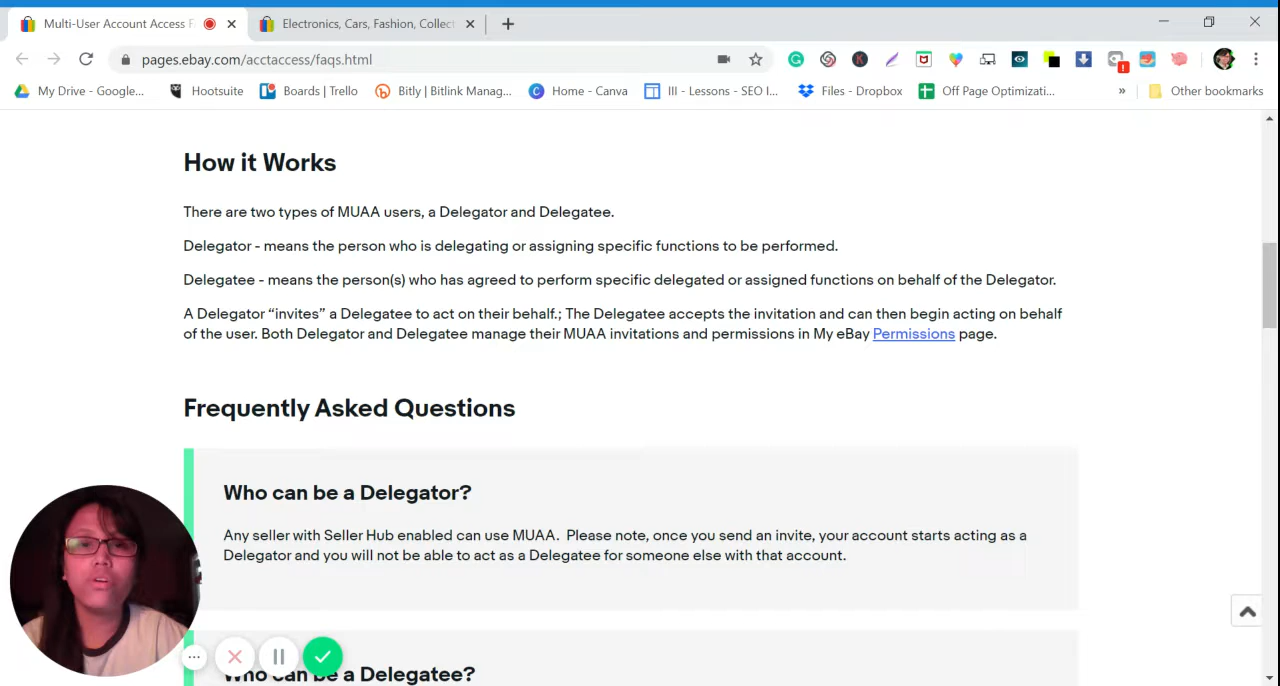 Multi-User Account Access F
Electronics, Cars, Fashion, Collect
pages.ebay.com/acctaccess/faqs.html
My Drive - Google...
Hootsuite
Boards | Trello
Bitly | Bitlink Manag...
Home - Canva
III - Lessons - SEO I...
Files - Dropbox
Off Page Optimizati...
»
Other bookmarks
How it Works
There are two types of MUAA users, a Delegator and Delegatee.
Delegator - means the person who is delegating or assigning specific functions to be performed.
Delegatee - means the person(s) who has agreed to perform specific delegated or assigned functions on behalf of the Delegator.
A Delegator “invites” a Delegatee to act on their behalf.; The Delegatee accepts the invitation and can then begin acting on behalf
of the user. Both Delegator and Delegatee manage their MUAA invitations and permissions in My eBay Permissions page.
Frequently Asked Questions
Who can be a Delegator?
Any seller with Seller Hub enabled can use MUAA. Please note, once you send an invite, your account starts acting as a
Delegator and you will not be able to act as a Delegatee for someone else with that account.
Who can be a Delegatee?